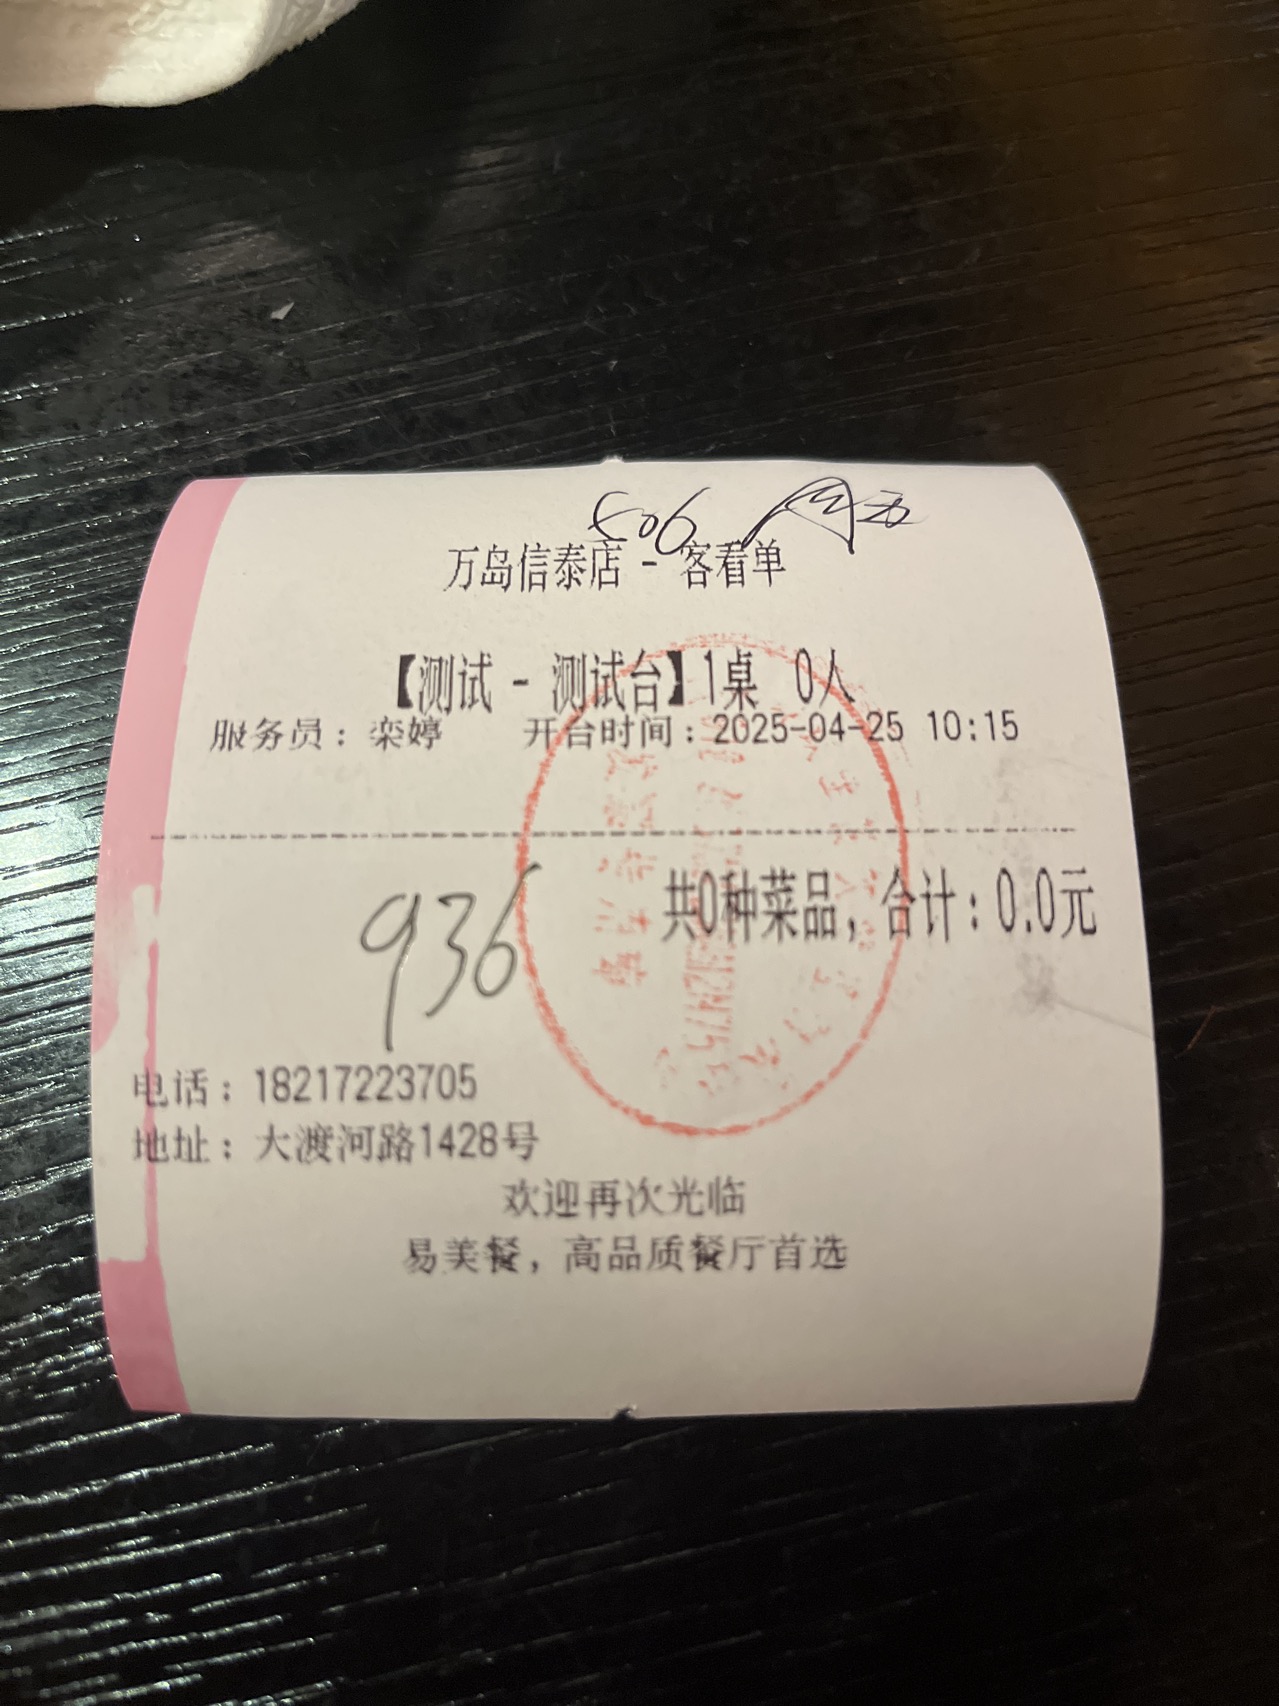 506 周五
万岛信泰店 - 客看单
【测试 - 测试台】1桌 0人
服务员：栾婷 开台时间：2025-04-25 10:15
共0种菜品，合计：0.0元
936
电话：18217223705
地址：大渡河路1428号
欢迎再次光临
易美餐，高品质餐厅首选